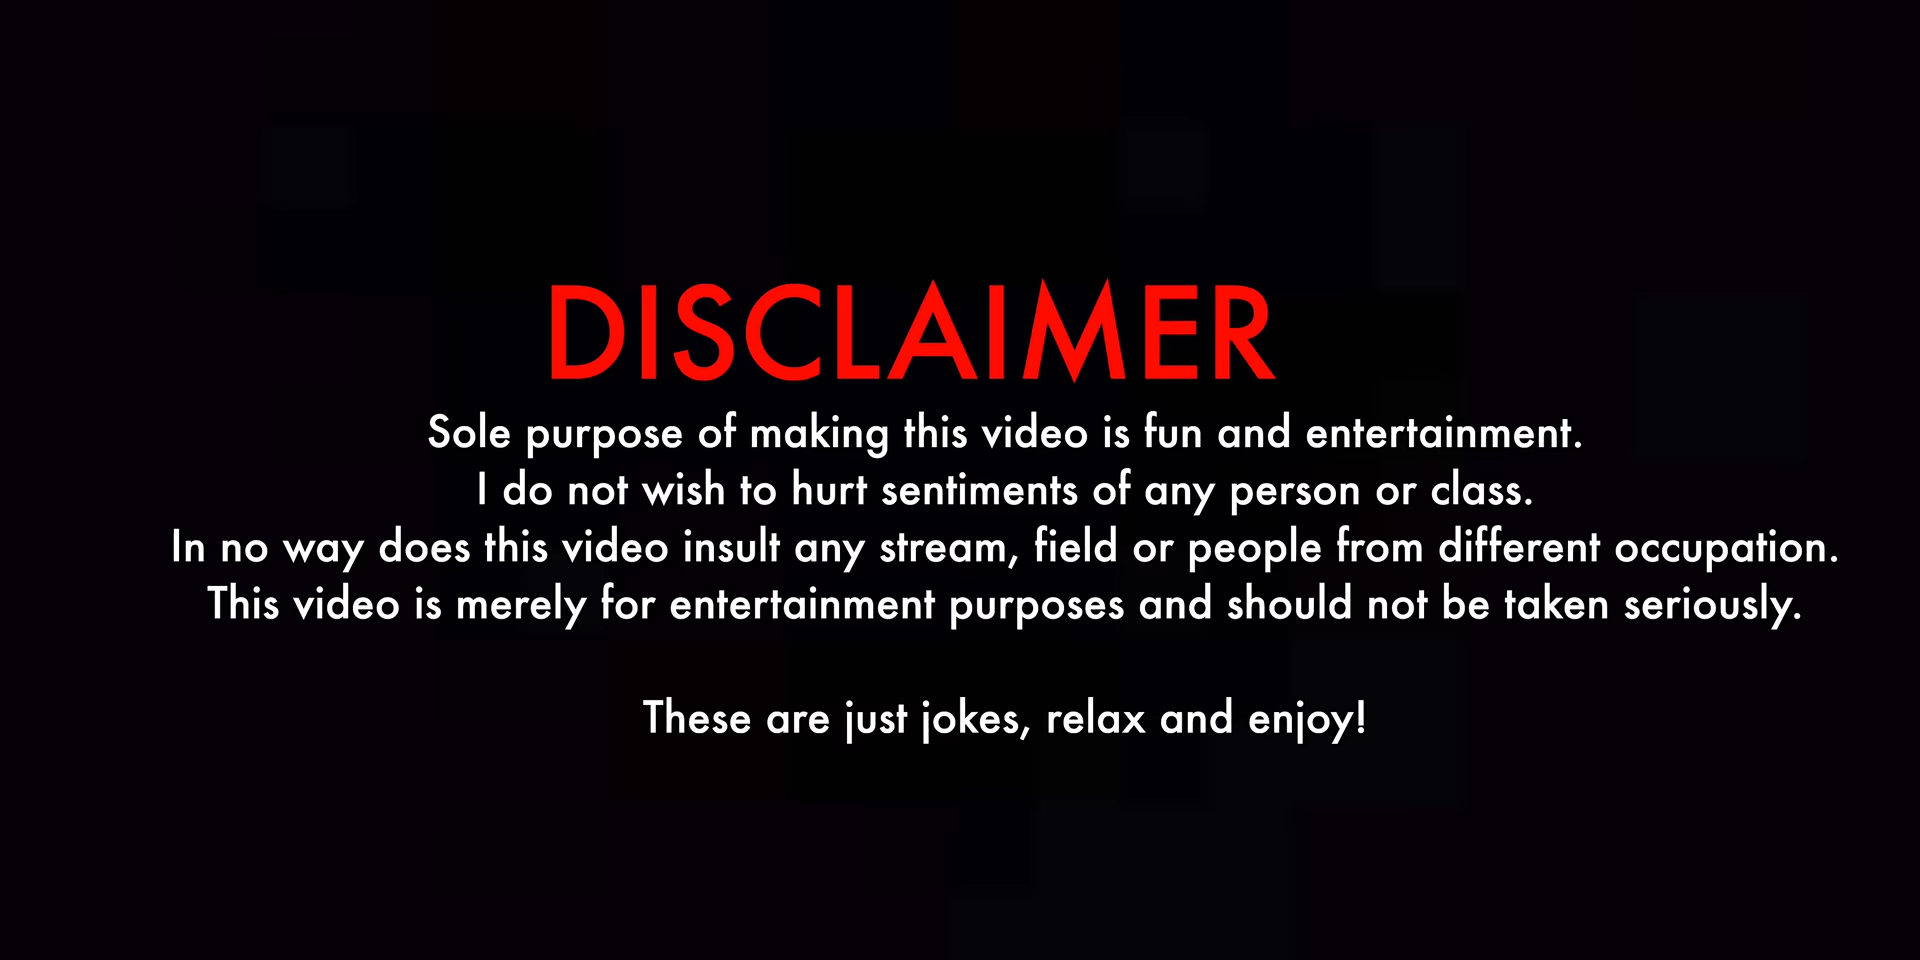 DISCLAIMER
Sole purpose of making this video is fun and entertainment.
I do not wish to hurt sentiments of any person or class.
In no way does this video insult any stream, field or people from different occupation.
This video is merely for entertainment purposes and should not be taken seriously.
These are just jokes, relax and enjoy!